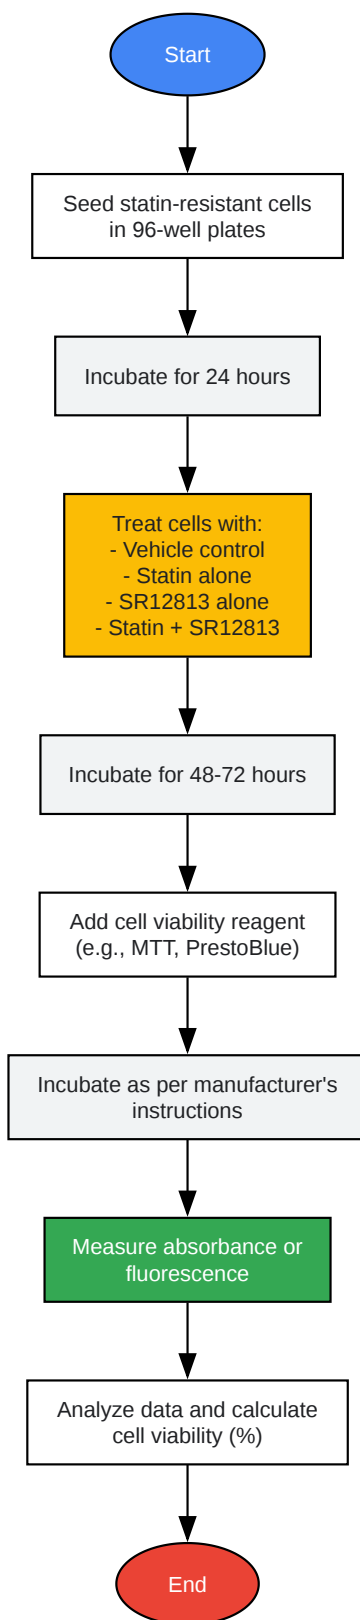 Start
Seed statin-resistant cells
in 96-well plates
Incubate for 24 hours
Treat cells with:
- Vehicle control
- Statin alone
- SR12813 alone
- Statin + SR12813
Incubate for 48-72 hours
Add cell viability reagent
(e.g., MTT, PrestoBlue)
Incubate as per manufacturer's
instructions
Measure absorbance or
fluorescence
Analyze data and calculate
cell viability (%)
End